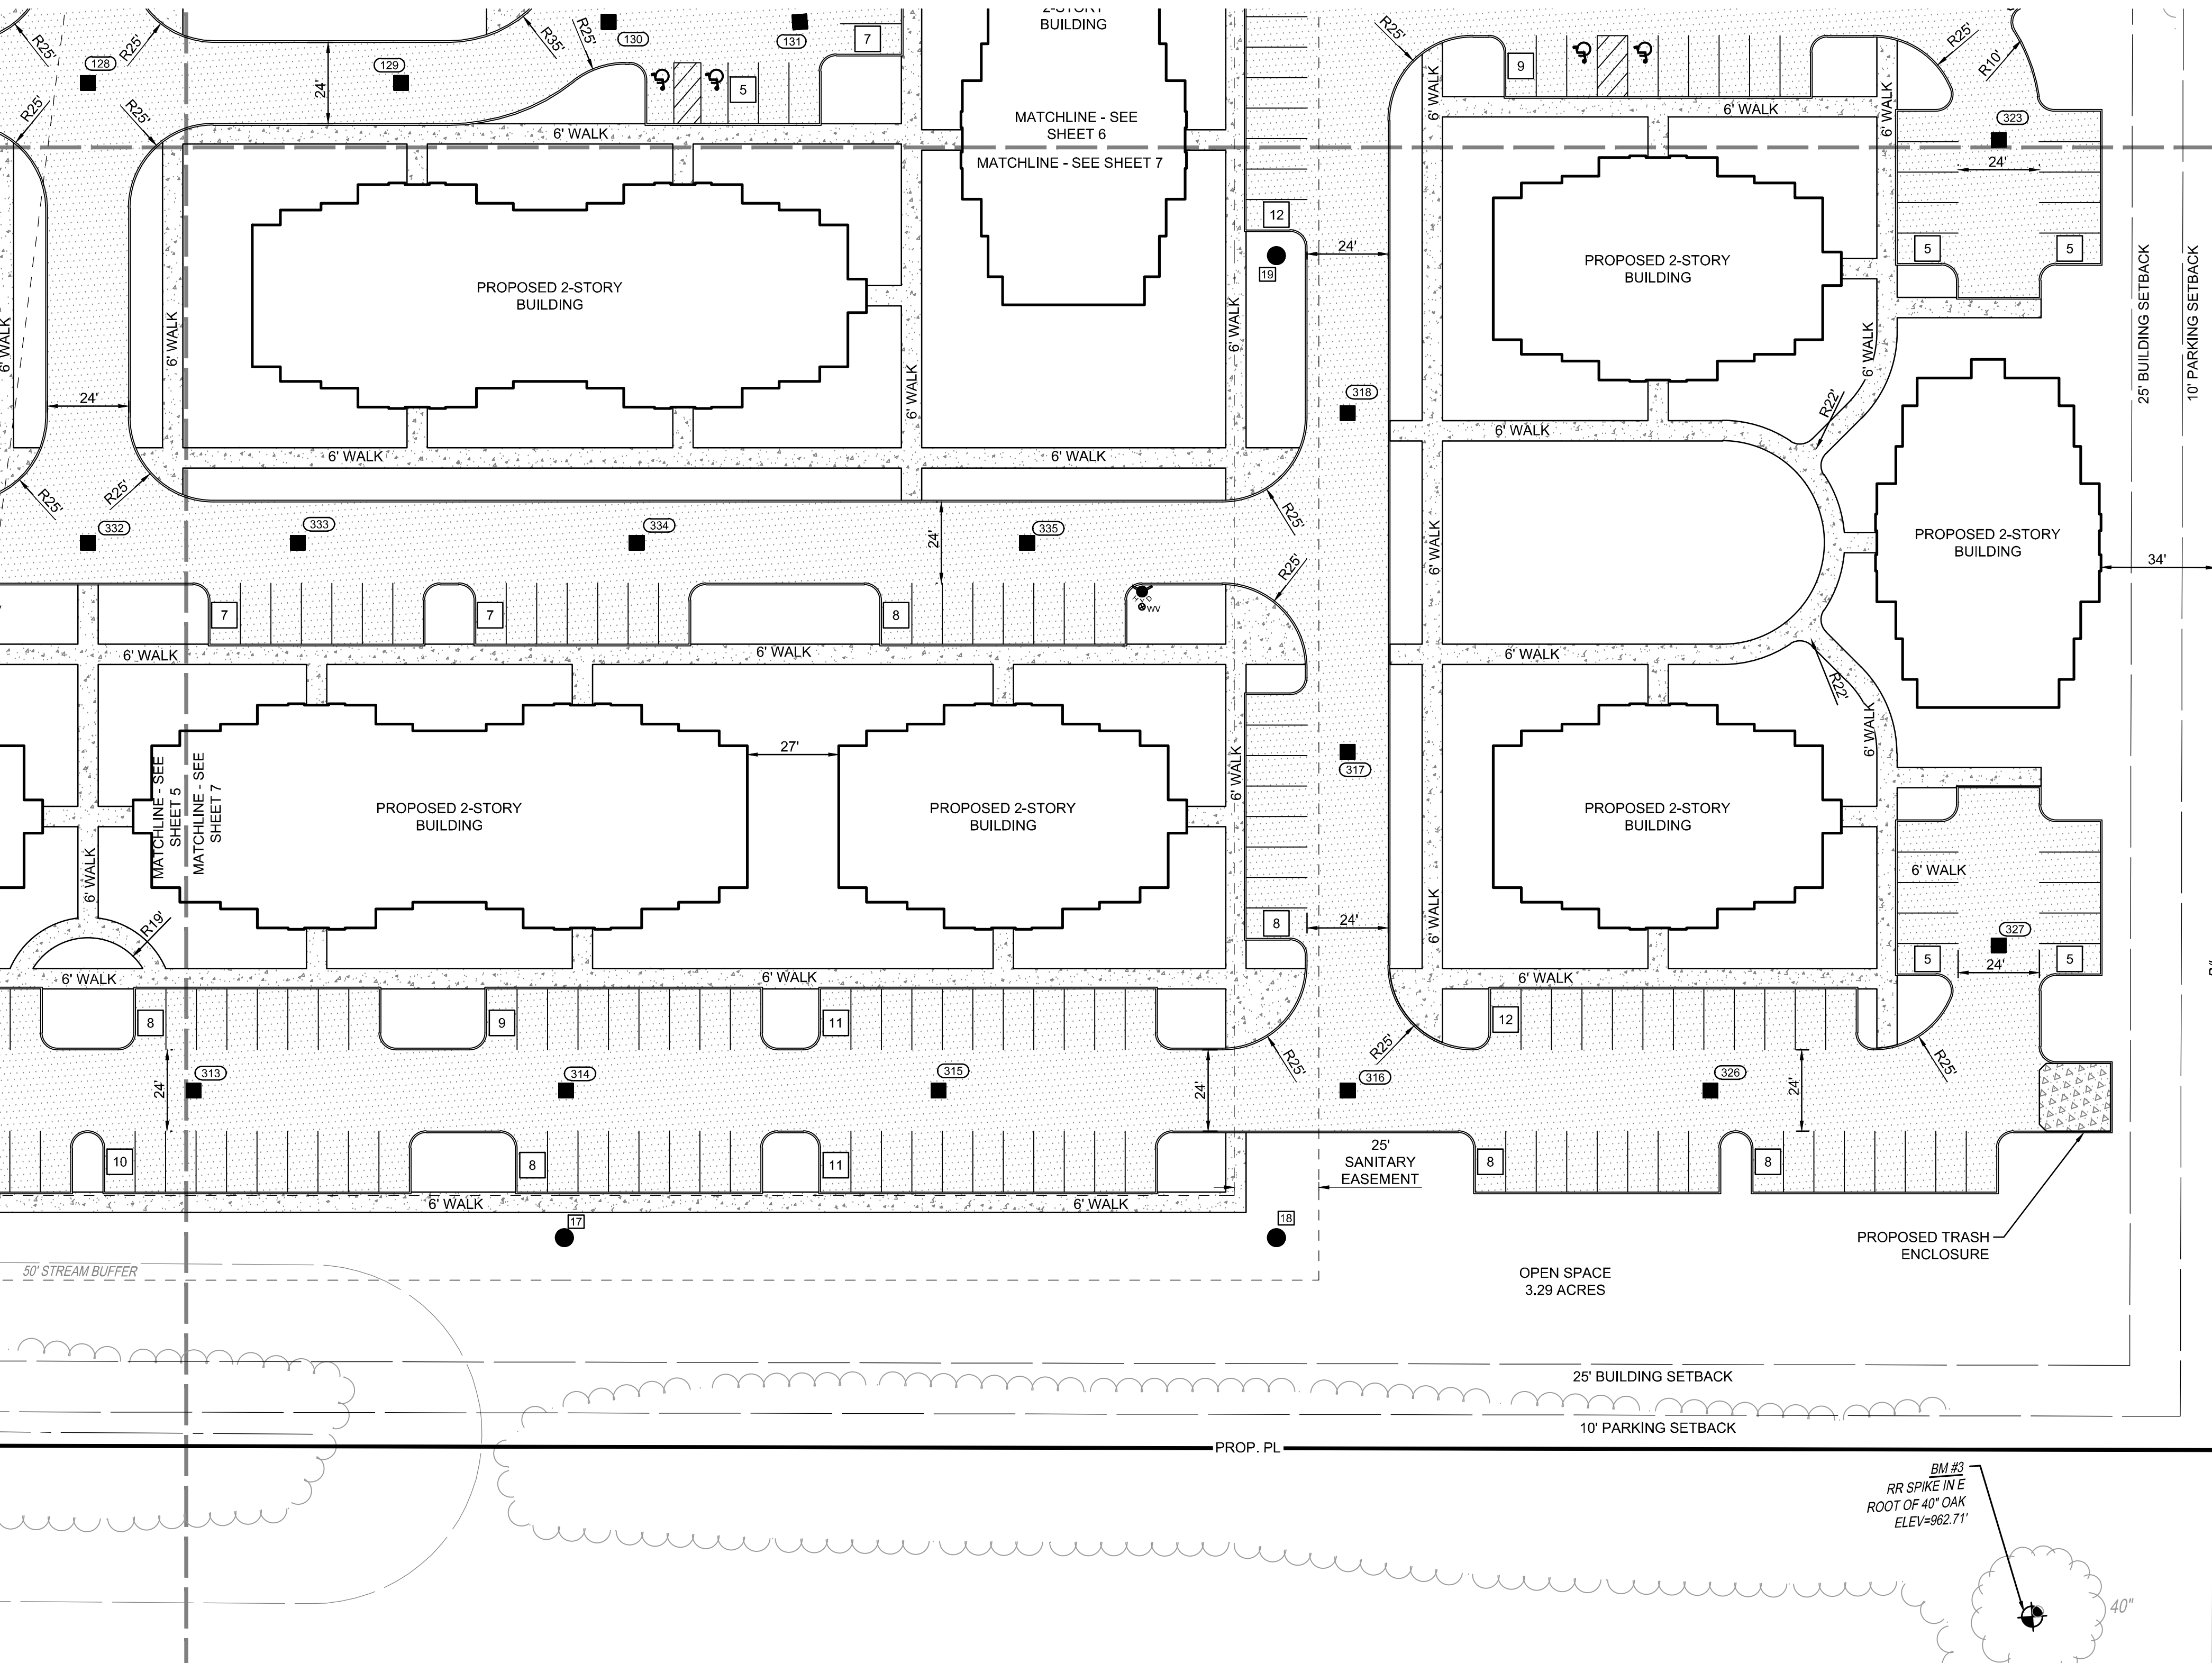 2-STORY
BUILDING
R25'
R25'
R35'
R25'
130
131
7
R25'
9
R25'
R10'
128
129
24'
5
6' WALK
6' WALK
6' WALK
R25'
R25'
6' WALK
MATCHLINE - SEE
SHEET 6
MATCHLINE - SEE SHEET 7
323
24'
12
19
24'
5
5
PROPOSED 2-STORY
BUILDING
PROPOSED 2-STORY
BUILDING
25' BUILDING SETBACK
10' PARKING SETBACK
6' WALK
6' WALK
6' WALK
6' WALK
6' WALK
24'
318
R22'
6' WALK
6' WALK
6' WALK
R25'
R25'
R25'
332
333
334
335
24'
6' WALK
PROPOSED 2-STORY
BUILDING
34'
R25'
7
7
8
HYD
WV
6' WALK
6' WALK
6' WALK
R22'
6' WALK
27'
317
6' WALK
MATCHLINE - SEE
SHEET 5
MATCHLINE - SEE
SHEET 7
PROPOSED 2-STORY
BUILDING
PROPOSED 2-STORY
BUILDING
PROPOSED 2-STORY
BUILDING
6' WALK
6' WALK
6' WALK
R19'
8
24'
327
5
24'
5
6' WALK
6' WALK
6' WALK
8
9
11
12
R25'
R25'
R25'
313
314
315
316
326
24'
24'
24'
10
8
11
25'
SANITARY
EASEMENT
8
8
6' WALK
6' WALK
17
18
PROPOSED TRASH
ENCLOSURE
50' STREAM BUFFER
OPEN SPACE
3.29 ACRES
25' BUILDING SETBACK
10' PARKING SETBACK
PROP. PL
BM #3
RR SPIKE IN E
ROOT OF 40" OAK
ELEV=962.71'
40"